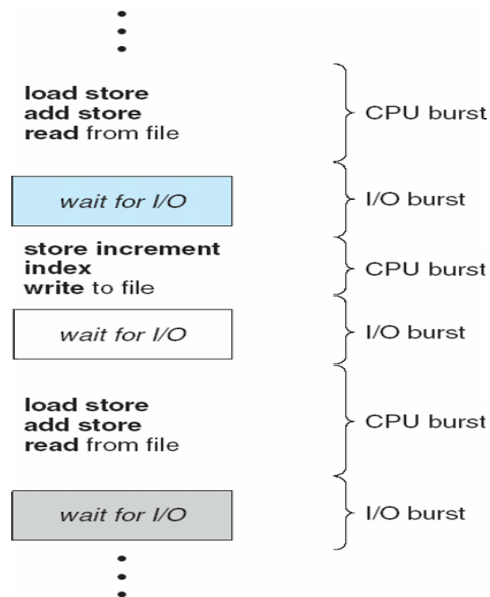 load store
add store
read from file
CPU burst
wait for I/O
I/O burst
store increment
index
write to file
CPU burst
wait for I/O
I/O burst
load store
add store
read from file
CPU burst
wait for I/O
I/O burst